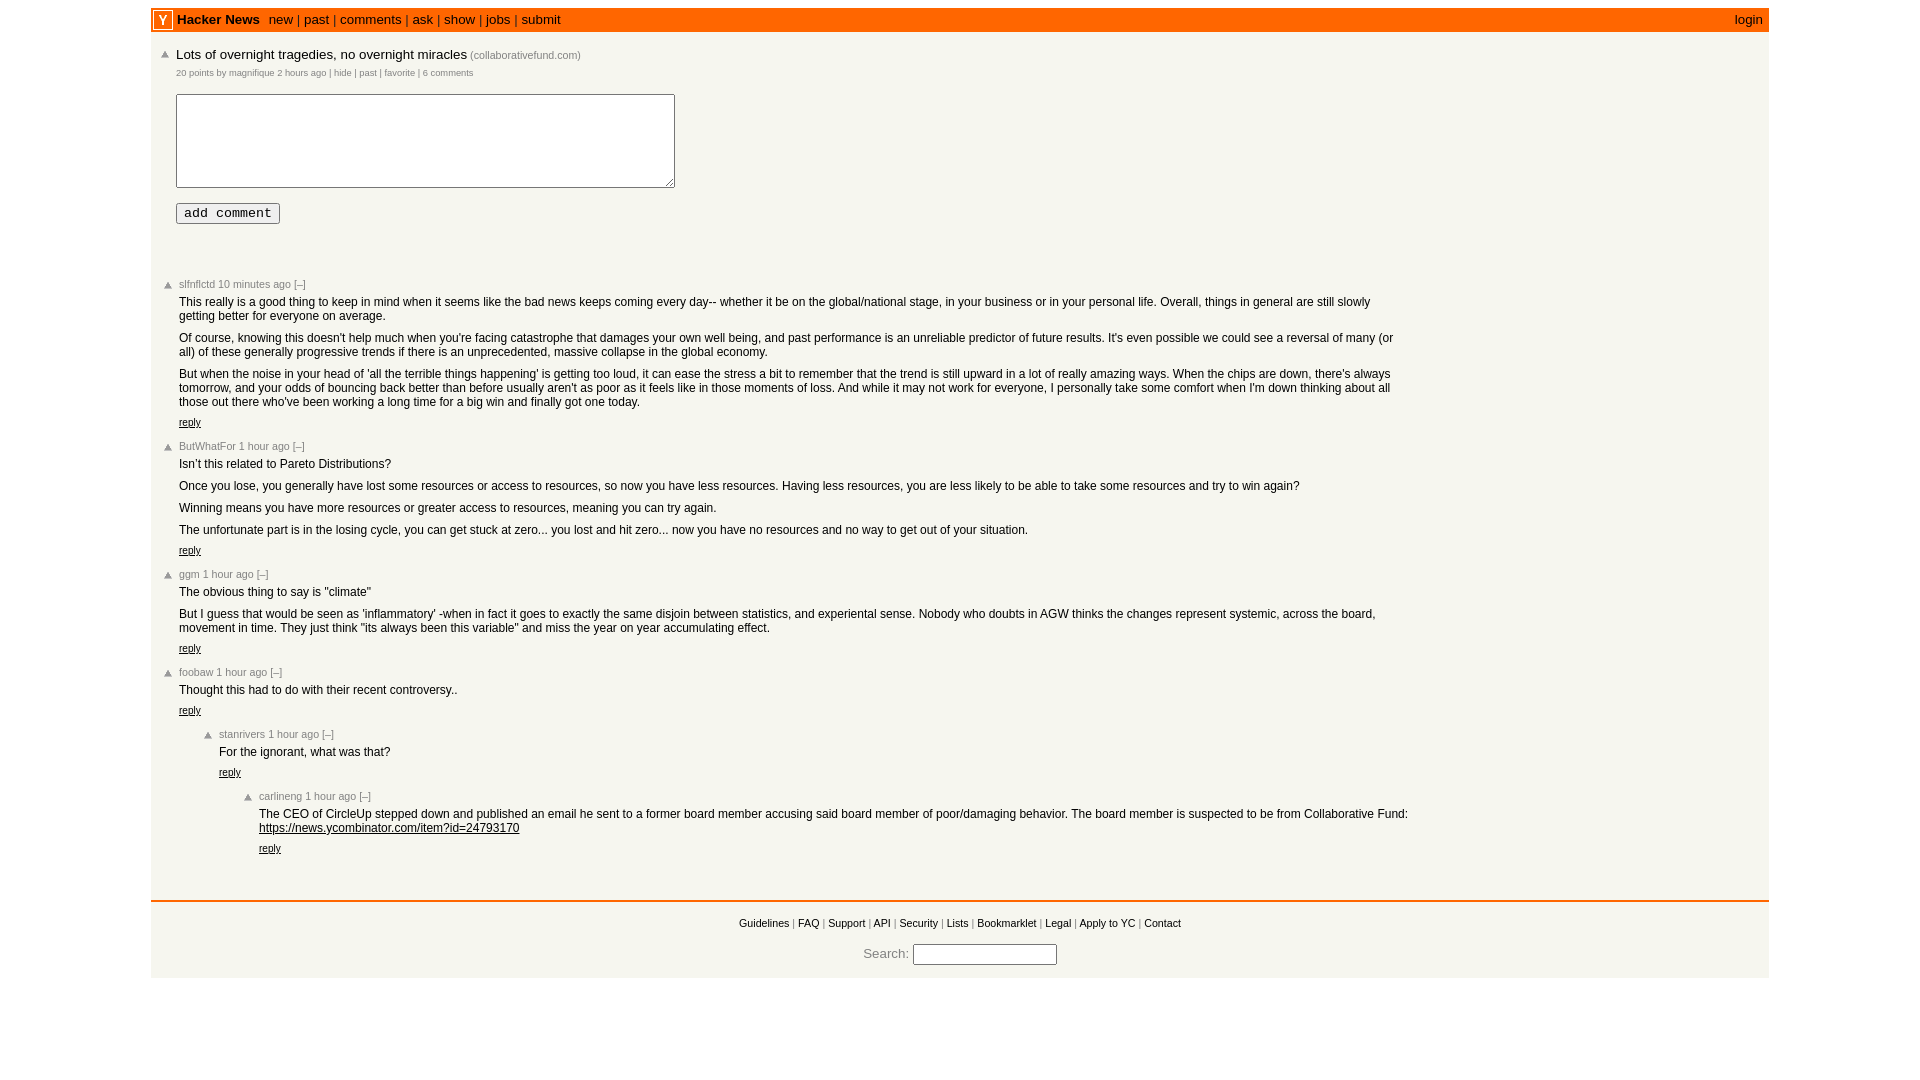 Y Hacker News new | past | comments | ask | show | jobs | submit login
Lots of overnight tragedies, no overnight miracles (collaborativefund.com)
20 points by magnifique 2 hours ago | hide | past | favorite | 6 comments
add comment
slfnflctd 10 minutes ago [–]
This really is a good thing to keep in mind when it seems like the bad news keeps coming every day-- whether it be on the global/national stage, in your business or in your personal life. Overall, things in general are still slowly
getting better for everyone on average.
Of course, knowing this doesn't help much when you're facing catastrophe that damages your own well being, and past performance is an unreliable predictor of future results. It's even possible we could see a reversal of many (or
all) of these generally progressive trends if there is an unprecedented, massive collapse in the global economy.
But when the noise in your head of 'all the terrible things happening' is getting too loud, it can ease the stress a bit to remember that the trend is still upward in a lot of really amazing ways. When the chips are down, there's always
tomorrow, and your odds of bouncing back better than before usually aren't as poor as it feels like in those moments of loss. And while it may not work for everyone, I personally take some comfort when I'm down thinking about all
those out there who've been working a long time for a big win and finally got one today.
reply
ButWhatFor 1 hour ago [–]
Isn't this related to Pareto Distributions?
Once you lose, you generally have lost some resources or access to resources, so now you have less resources. Having less resources, you are less likely to be able to take some resources and try to win again?
Winning means you have more resources or greater access to resources, meaning you can try again.
The unfortunate part is in the losing cycle, you can get stuck at zero... you lost and hit zero... now you have no resources and no way to get out of your situation.
reply
ggm 1 hour ago [–]
The obvious thing to say is "climate"
But I guess that would be seen as 'inflammatory' -when in fact it goes to exactly the same disjoin between statistics, and experiental sense. Nobody who doubts in AGW thinks the changes represent systemic, across the board,
movement in time. They just think "its always been this variable" and miss the year on year accumulating effect.
reply
foobaw 1 hour ago [–]
Thought this had to do with their recent controversy..
reply
stanrivers 1 hour ago [–]
For the ignorant, what was that?
reply
carlineng 1 hour ago [–]
The CEO of CircleUp stepped down and published an email he sent to a former board member accusing said board member of poor/damaging behavior. The board member is suspected to be from Collaborative Fund:
https://news.ycombinator.com/item?id=24793170
reply
Guidelines | FAQ | Support | API | Security | Lists | Bookmarklet | Legal | Apply to YC | Contact
Search: